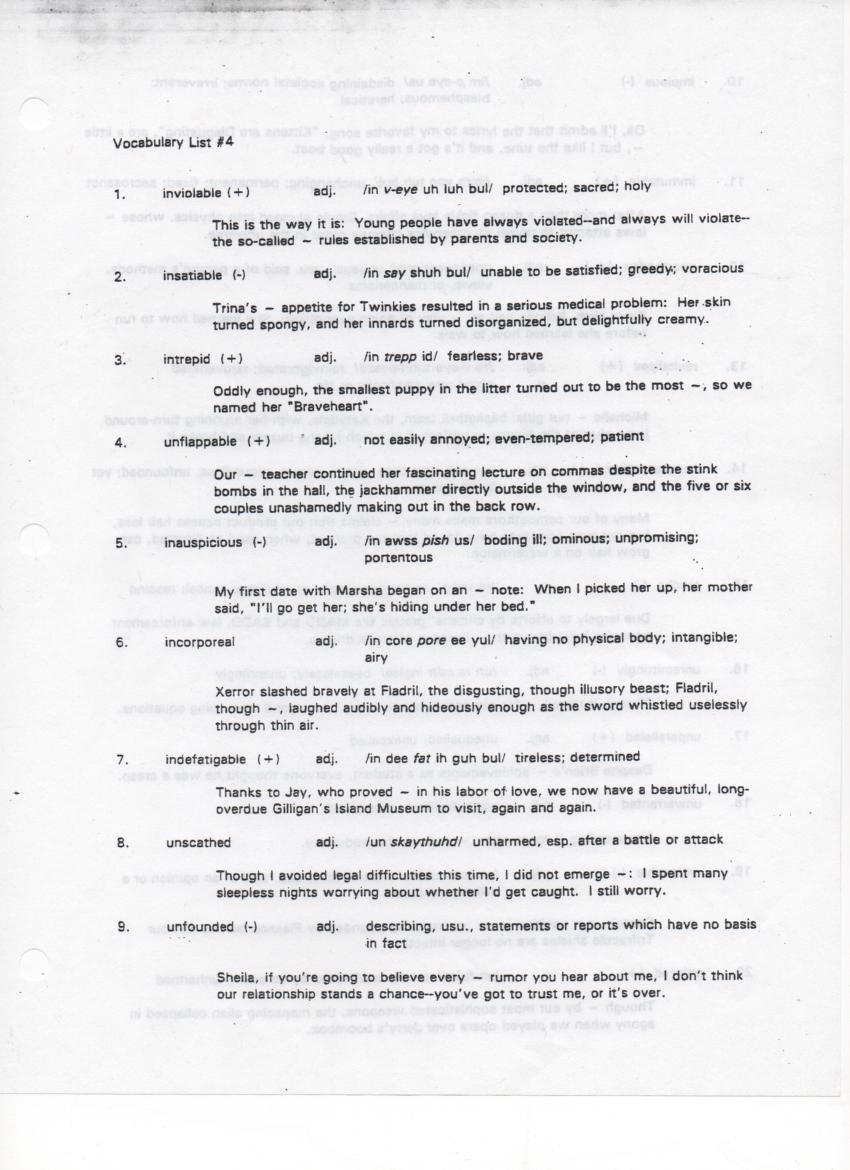 Vocabulary List #4
1. inviolable (+) adj. /in v-eye uh luh bul/ protected; sacred; holy
This is the way it is: Young people have always violated--and always will violate--
the so-called ~ rules established by parents and society.
2. insatiable (-) adj. /in say shuh bul/ unable to be satisfied; greedy; voracious
Trina's ~ appetite for Twinkies resulted in a serious medical problem: Her skin
turned spongy, and her innards turned disorganized, but delightfully creamy.
3. intrepid (+) adj. /in trepp id/ fearless; brave
Oddly enough, the smallest puppy in the litter turned out to be the most ~, so we
named her "Braveheart".
4. unflappable (+) adj. not easily annoyed; even-tempered; patient
Our ~ teacher continued her fascinating lecture on commas despite the stink
bombs in the hall, the jackhammer directly outside the window, and the five or six
couples unashamedly making out in the back row.
5. inauspicious (-) adj. /in awss pish us/ boding ill; ominous; unpromising;
portentous
My first date with Marsha began on an ~ note: When I picked her up, her mother
said, "I'll go get her; she's hiding under her bed."
6. incorporeal adj. /in core pore ee yul/ having no physical body; intangible;
airy
Xerror slashed bravely at Fladril, the disgusting, though illusory beast; Fladril,
though ~, laughed audibly and hideously enough as the sword whistled uselessly
through thin air.
7. indefatigable (+) adj. /in dee fat ih guh bul/ tireless; determined
Thanks to Jay, who proved ~ in his labor of love, we now have a beautiful, long-
overdue Gilligan's Island Museum to visit, again and again.
8. unscathed adj. /un skaythuhd/ unharmed, esp. after a battle or attack
Though I avoided legal difficulties this time, I did not emerge ~: I spent many
sleepless nights worrying about whether I'd get caught. I still worry.
9. unfounded (-) adj. describing, usu., statements or reports which have no basis
in fact
Sheila, if you're going to believe every ~ rumor you hear about me, I don't think
our relationship stands a chance--you've got to trust me, or it's over.